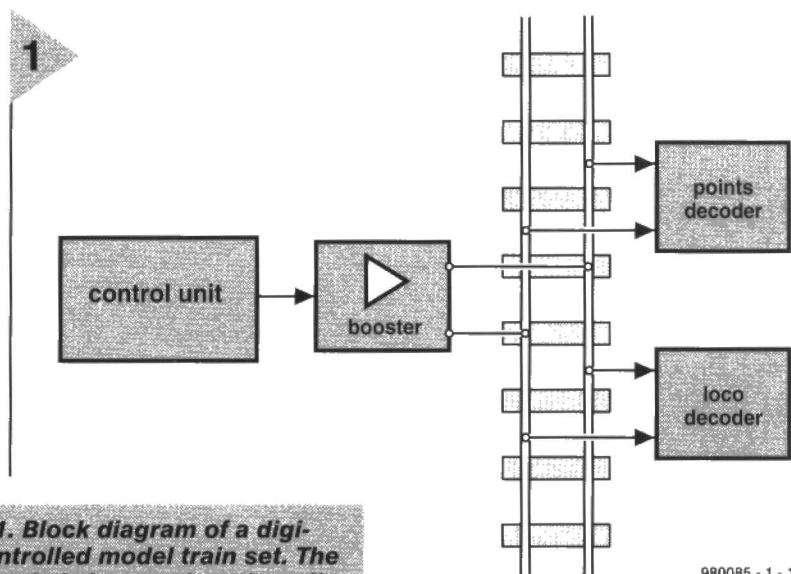 1
control unit
booster
points
decoder
loco
decoder
1. Block diagram of a digi-
ntrolled model train set. The
980085 - 1 - 1